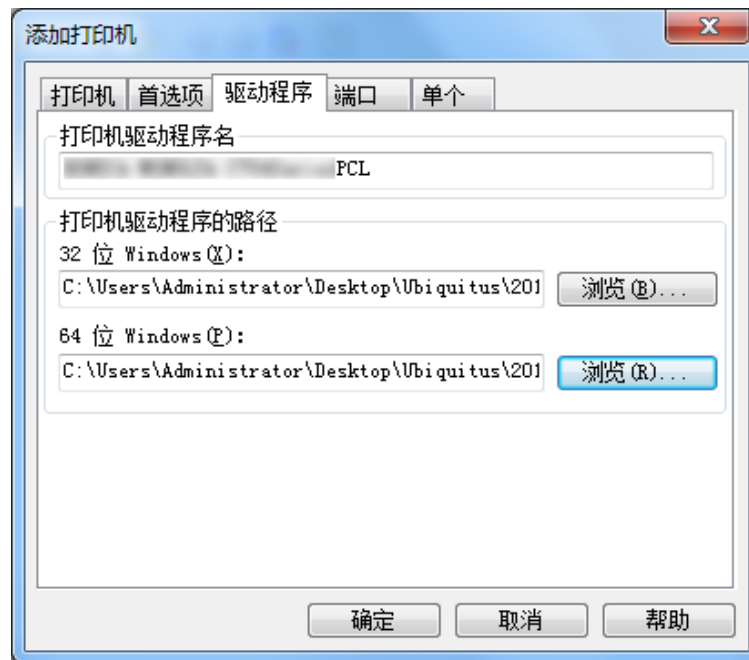 添加打印机
打印机 首选项 驱动程序 端口 单个
打印机驱动程序名
PCL
打印机驱动程序的路径
32 位 Windows(X):
C:\Users\Administrator\Desktop\Ubiquitus\201 浏览(B)...
64 位 Windows(P):
C:\Users\Administrator\Desktop\Ubiquitus\201 浏览(R)...
确定 取消 帮助